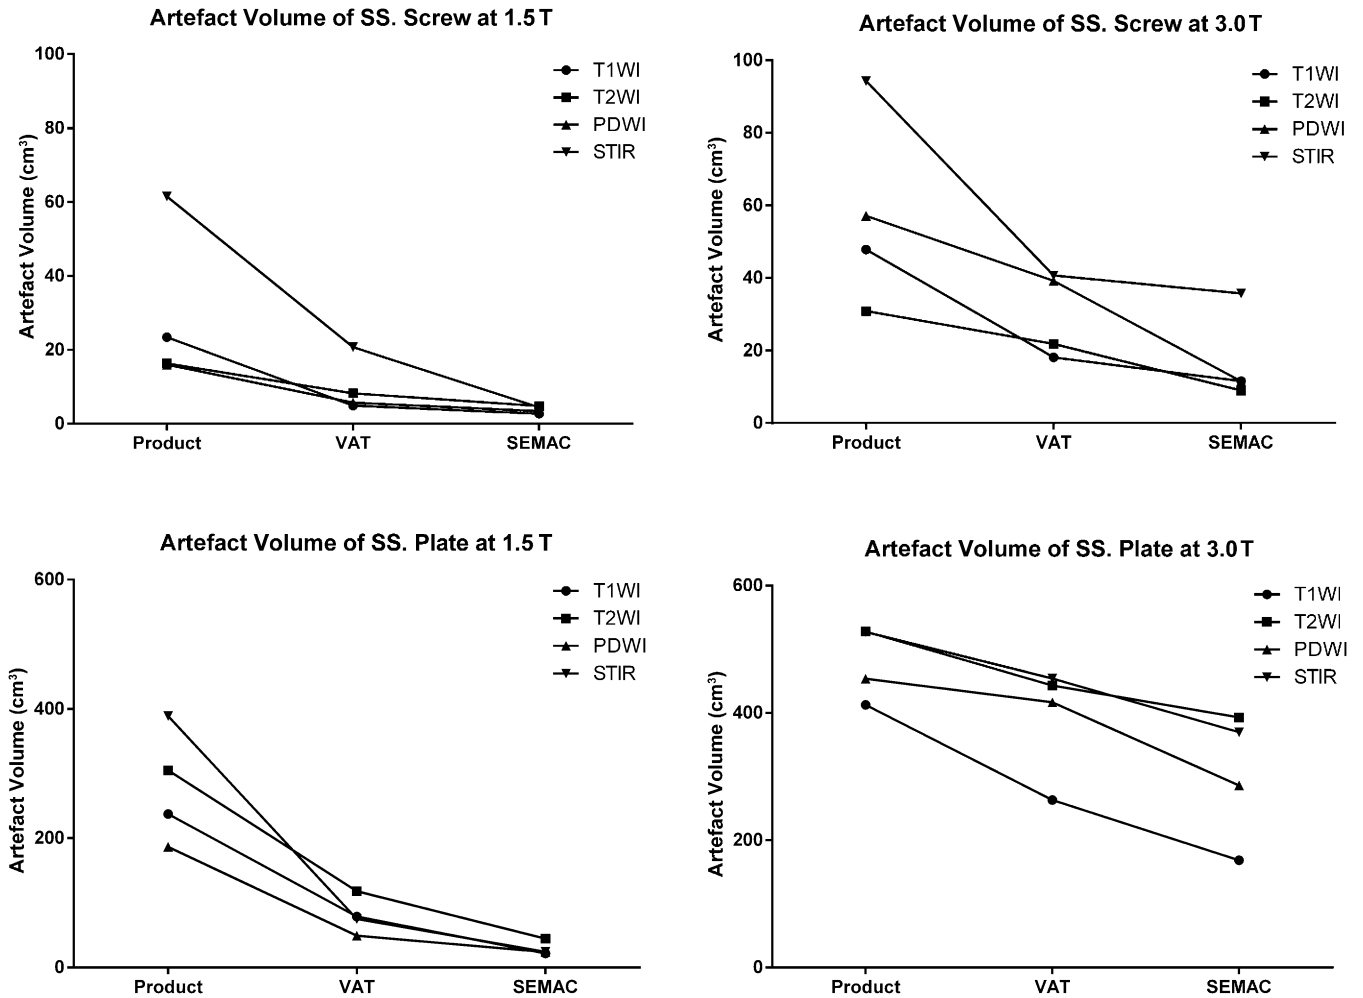 Artefact Volume of SS. Screw at 1.5 T
Artefact Volume (cm³)
100
80
60
40
20
0
Product VAT SEMAC
T1WI
T2WI
PDWI
STIR
Artefact Volume of SS. Screw at 3.0 T
Artefact Volume (cm³)
100
80
60
40
20
0
Product VAT SEMAC
T1WI
T2WI
PDWI
STIR
Artefact Volume of SS. Plate at 1.5 T
Artefact Volume (cm³)
600
400
200
0
Product VAT SEMAC
T1WI
T2WI
PDWI
STIR
Artefact Volume of SS. Plate at 3.0 T
Artefact Volume (cm³)
600
400
200
0
Product VAT SEMAC
T1WI
T2WI
PDWI
STIR